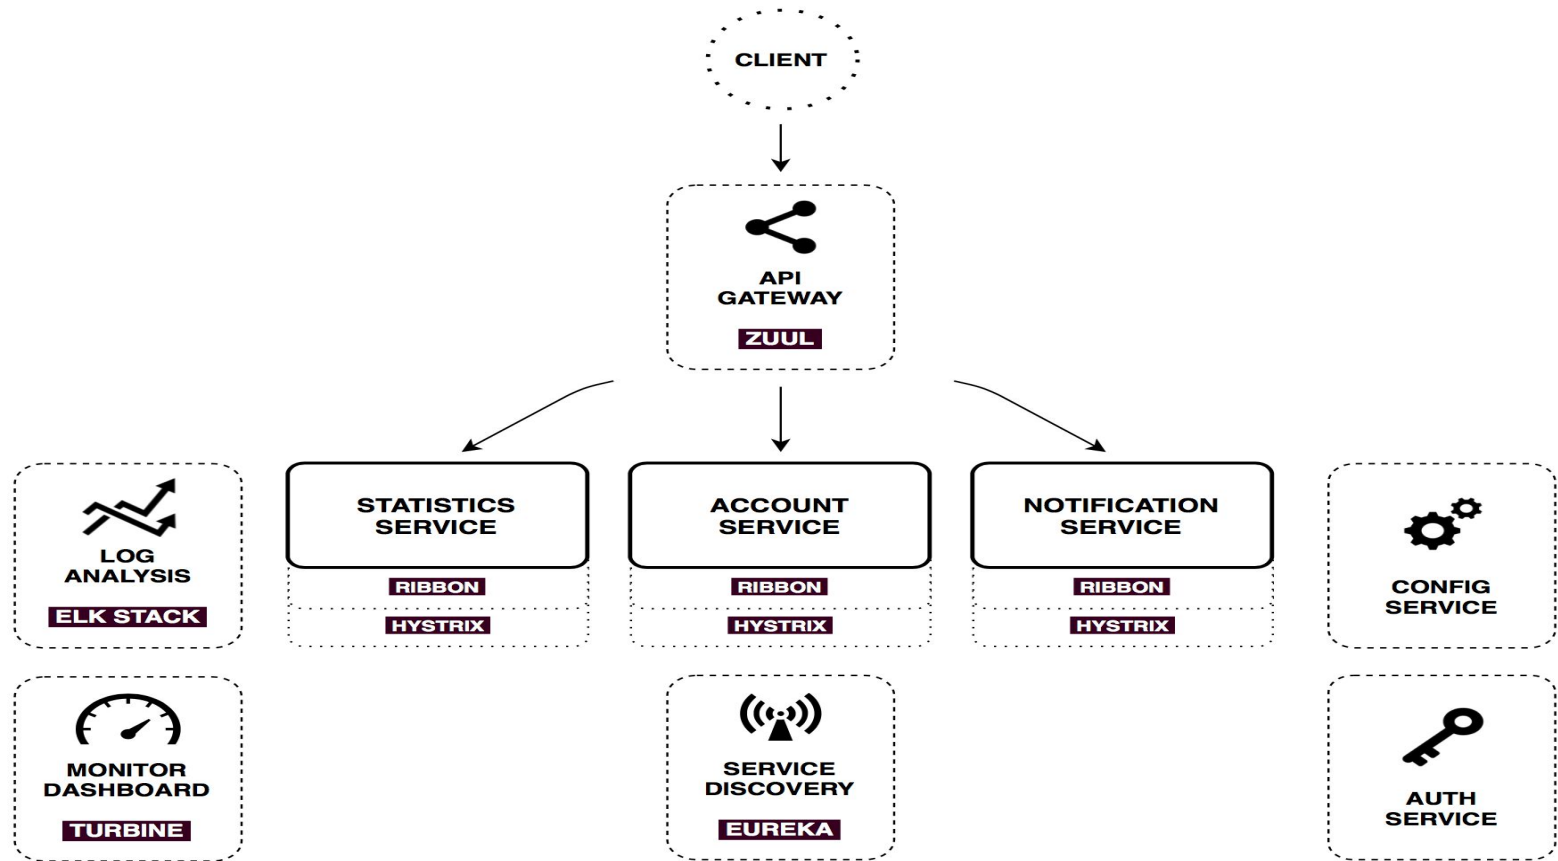 CLIENT
API
GATEWAY
ZUUL
LOG
ANALYSIS
ELK STACK
STATISTICS
SERVICE
RIBBON
HYSTRIX
ACCOUNT
SERVICE
RIBBON
HYSTRIX
NOTIFICATION
SERVICE
RIBBON
HYSTRIX
CONFIG
SERVICE
MONITOR
DASHBOARD
TURBINE
SERVICE
DISCOVERY
EUREKA
AUTH
SERVICE